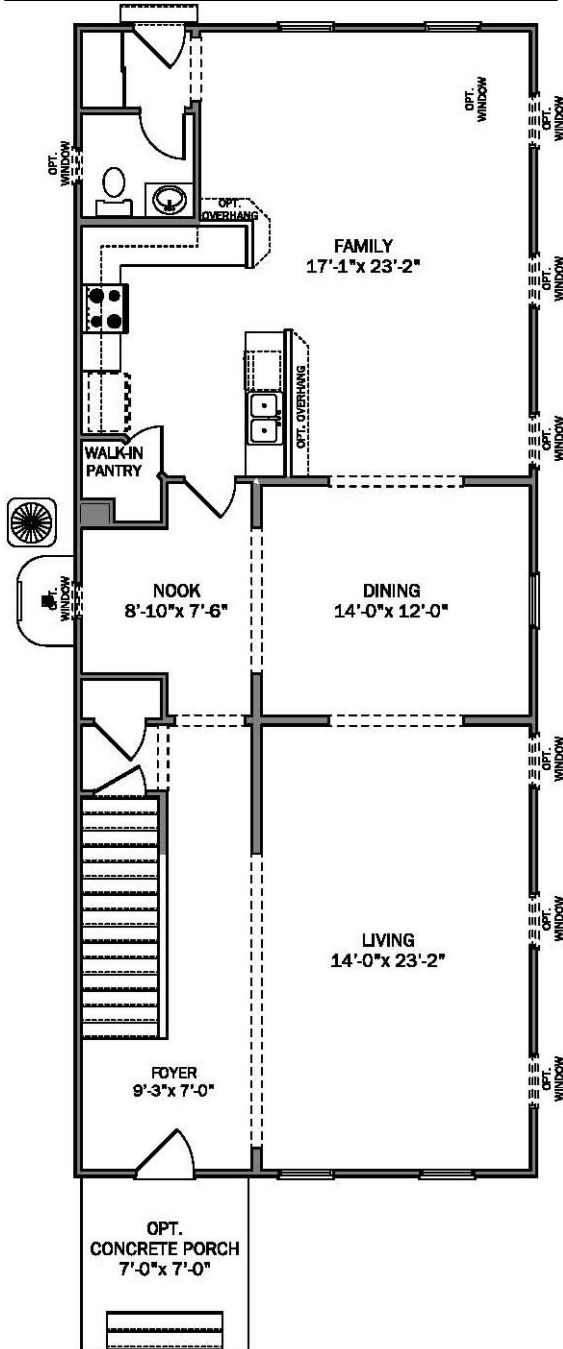 OPT.
WINDOW
OPT.
WINDOW
OPT.
WINDOW
OPT.
OVERHANG
FAMILY
17'-1"x 23'-2"
OPT.
WINDOW
OPT. OVERHANG
OPT.
WINDOW
WALK-IN
PANTRY
NOOK
8'-10"x 7'-6"
DINING
14'-0"x 12'-0"
OPT.
WINDOW
OPT.
WINDOW
OPT.
WINDOW
LIVING
14'-0"x 23'-2"
FOYER
9'-3"x 7'-0"
OPT.
WINDOW
OPT.
CONCRETE PORCH
7'-0"x 7'-0"